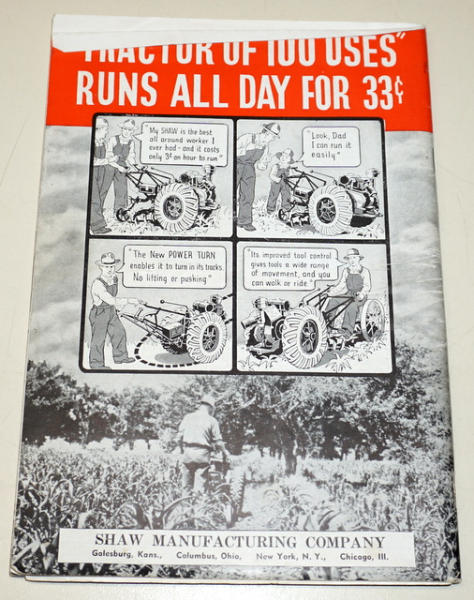 TRACTOR OF 100 USES"
RUNS ALL DAY FOR 33¢
"My SHAW is the best
all around worker I
ever had - and it costs
only 3¢ an hour to run"
"Look, Dad
I can run it
easily"
"The New POWER TURN
enables it to turn in its tracks.
No lifting or pushing"
"Its improved tool control
gives tools a wide range
of movement, and you
can walk or ride."
SHAW MANUFACTURING COMPANY
Galesburg, Kans., Columbus, Ohio, New York, N. Y., Chicago, Ill.